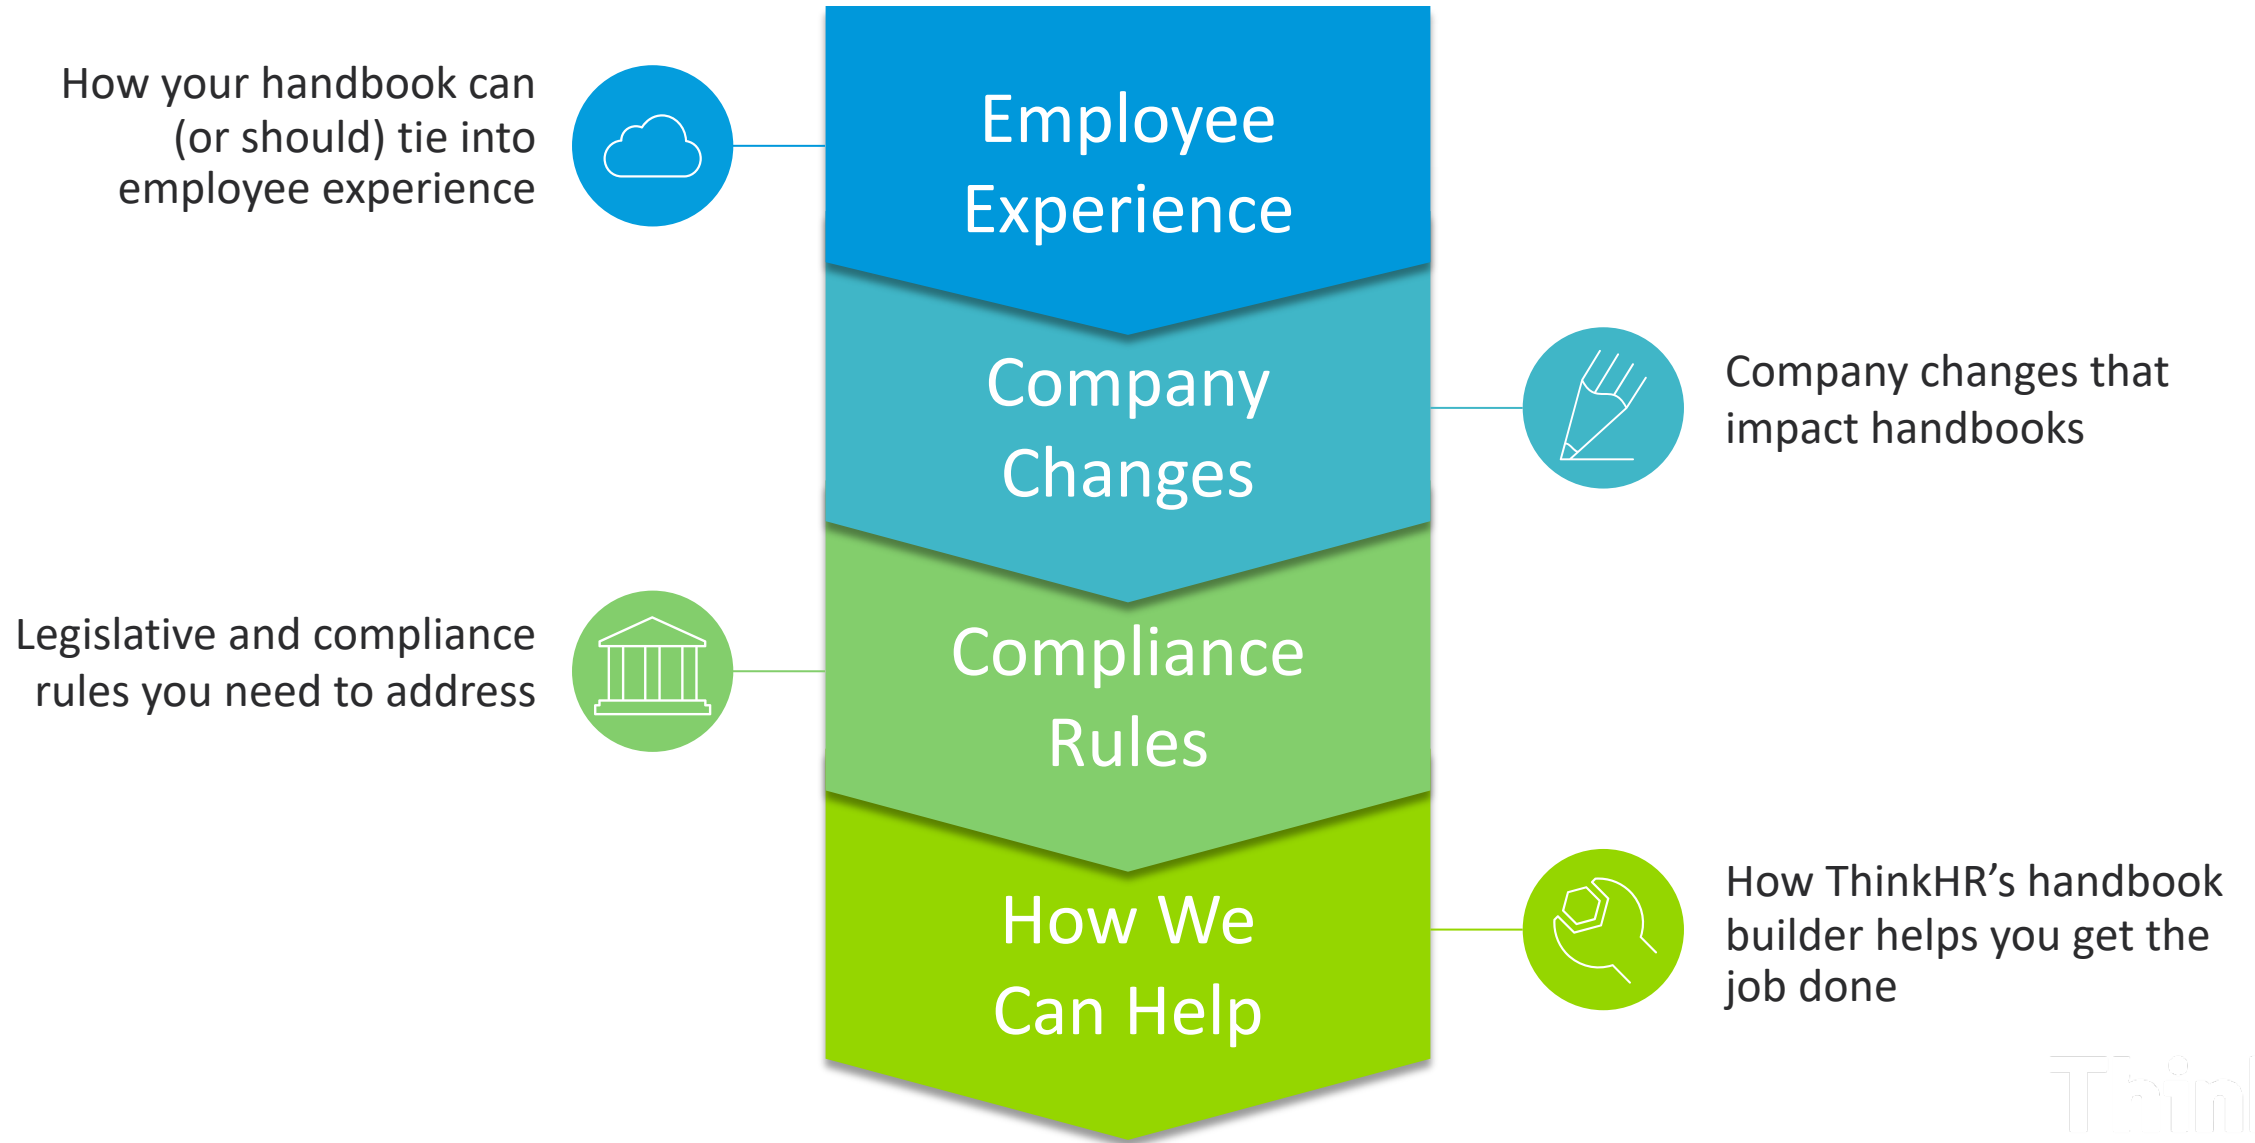 How your handbook can
(or should) tie into
employee experience
Employee
Experience
Company
Changes
Company changes that
impact handbooks
Legislative and compliance
rules you need to address
Compliance
Rules
How We
Can Help
How ThinkHR’s handbook
builder helps you get the
job done